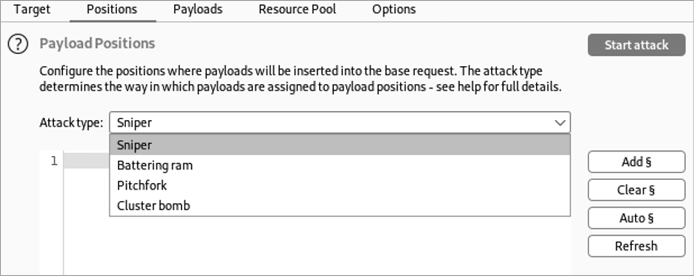 Target Positions Payloads Resource Pool Options
? Payload Positions Start attack
Configure the positions where payloads will be inserted into the base request. The attack type
determines the way in which payloads are assigned to payload positions - see help for full details.
Attack type: Sniper
Sniper
1 Add §
Battering ram
Pitchfork Clear §
Cluster bomb Auto §
Refresh